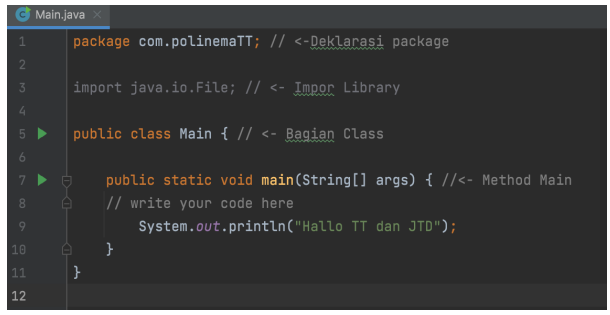 Main.java
1 package com.polinemaTT; // <-Deklarasi package
2
3 import java.io.File; // <- Impor Library
4
5 public class Main { // <- Bagian Class
6
7 public static void main(String[] args) { //<- Method Main
8 // write your code here
9 System.out.println("Hallo TT dan JTD");
10 }
11 }
12